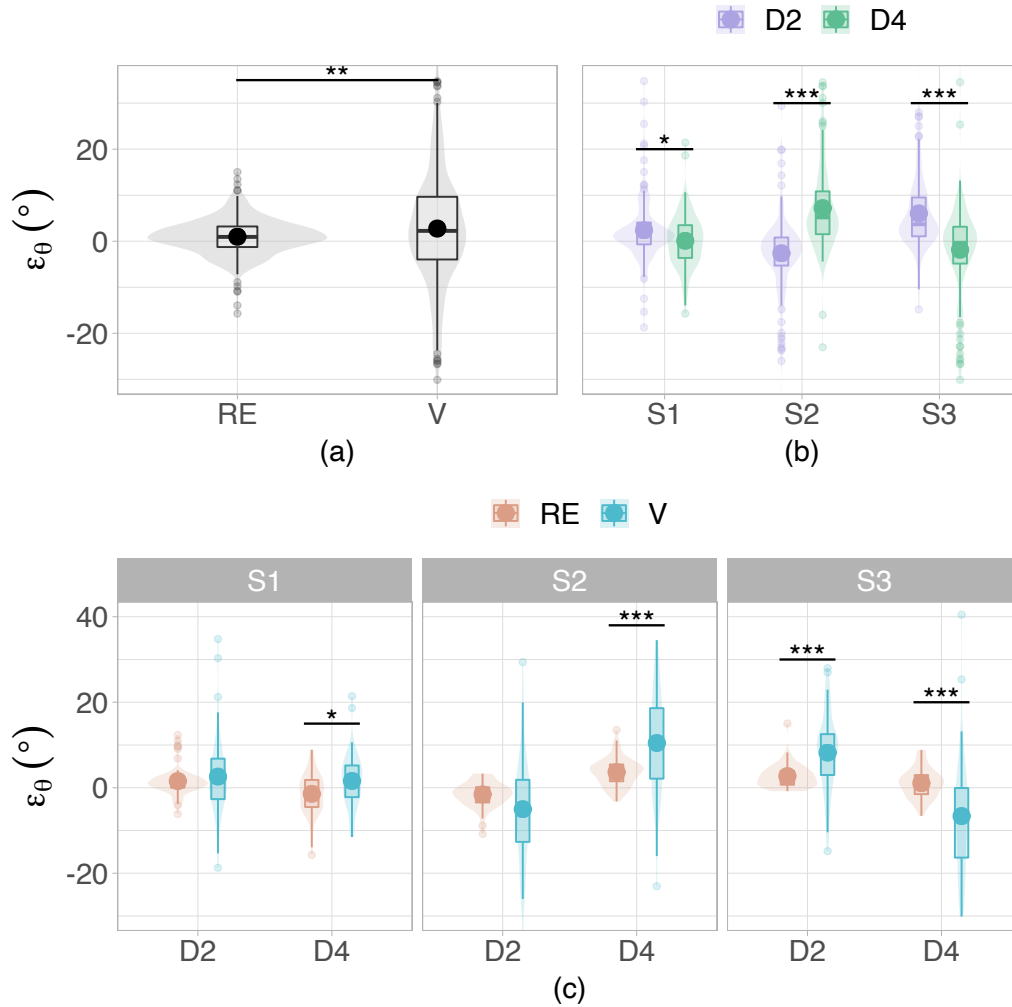 D2 D4
** * *** ***
20
0
-20
εθ (°)
RE V
S1 S2 S3
(a) (b)
RE V
S1 S2 S3
40
20
0
-20
εθ (°)
* *** *** ***
D2 D4 D2 D4 D2 D4
(c)